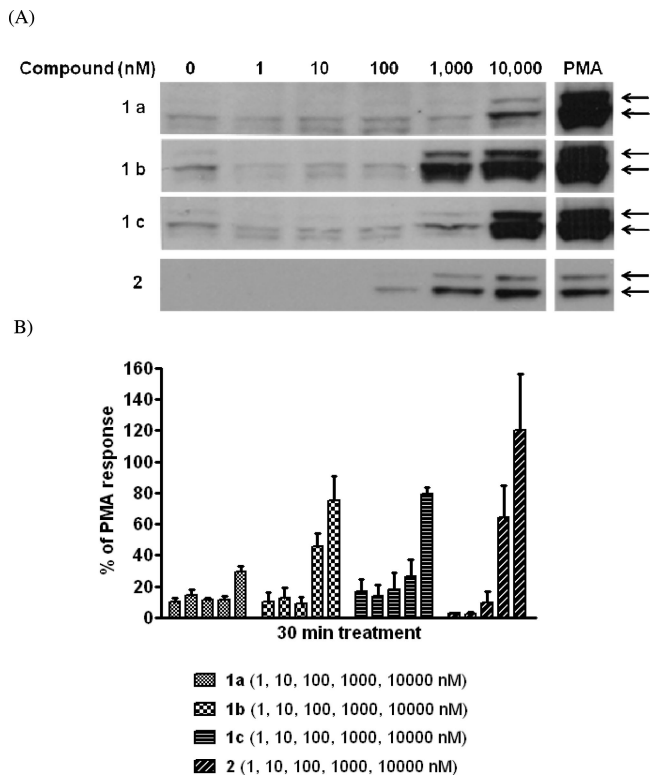 (A)
Compound (nM) 0 1 10 100 1,000 10,000 PMA
1 a
1 b
1 c
2
B)
% of PMA response
160
140
120
100
80
60
40
20
0
30 min treatment
1a (1, 10, 100, 1000, 10000 nM)
1b (1, 10, 100, 1000, 10000 nM)
1c (1, 10, 100, 1000, 10000 nM)
2 (1, 10, 100, 1000, 10000 nM)